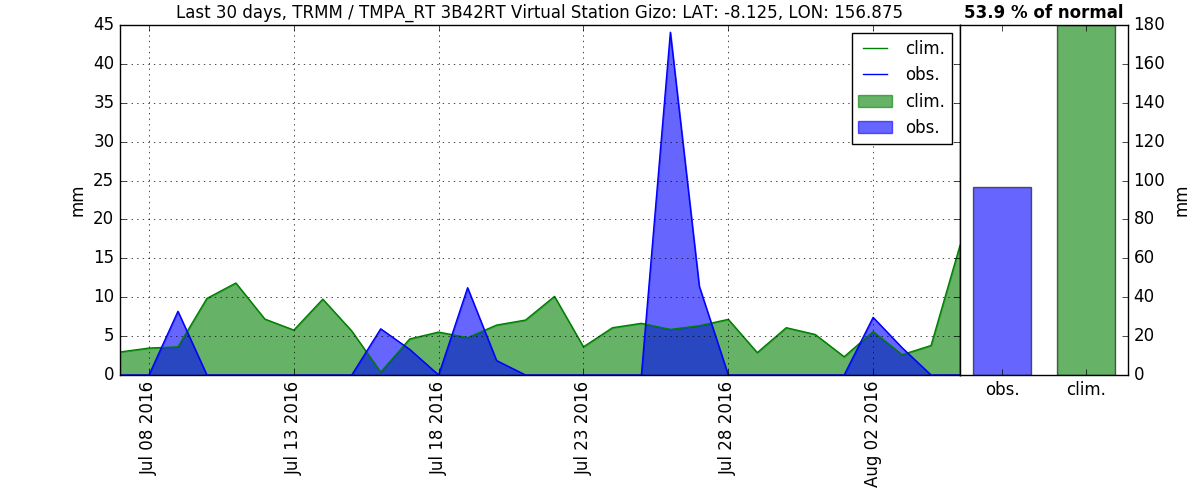 Last 30 days, TRMM / TMPA_RT 3B42RT Virtual Station Gizo: LAT: -8.125, LON: 156.875
53.9 % of normal
45
40
35
30
25
20
15
10
5
0
mm
clim.
obs.
clim.
obs.
Jul 08 2016
Jul 13 2016
Jul 18 2016
Jul 23 2016
Jul 28 2016
Aug 02 2016
180
160
140
120
100
80
60
40
20
0
mm
obs.
clim.